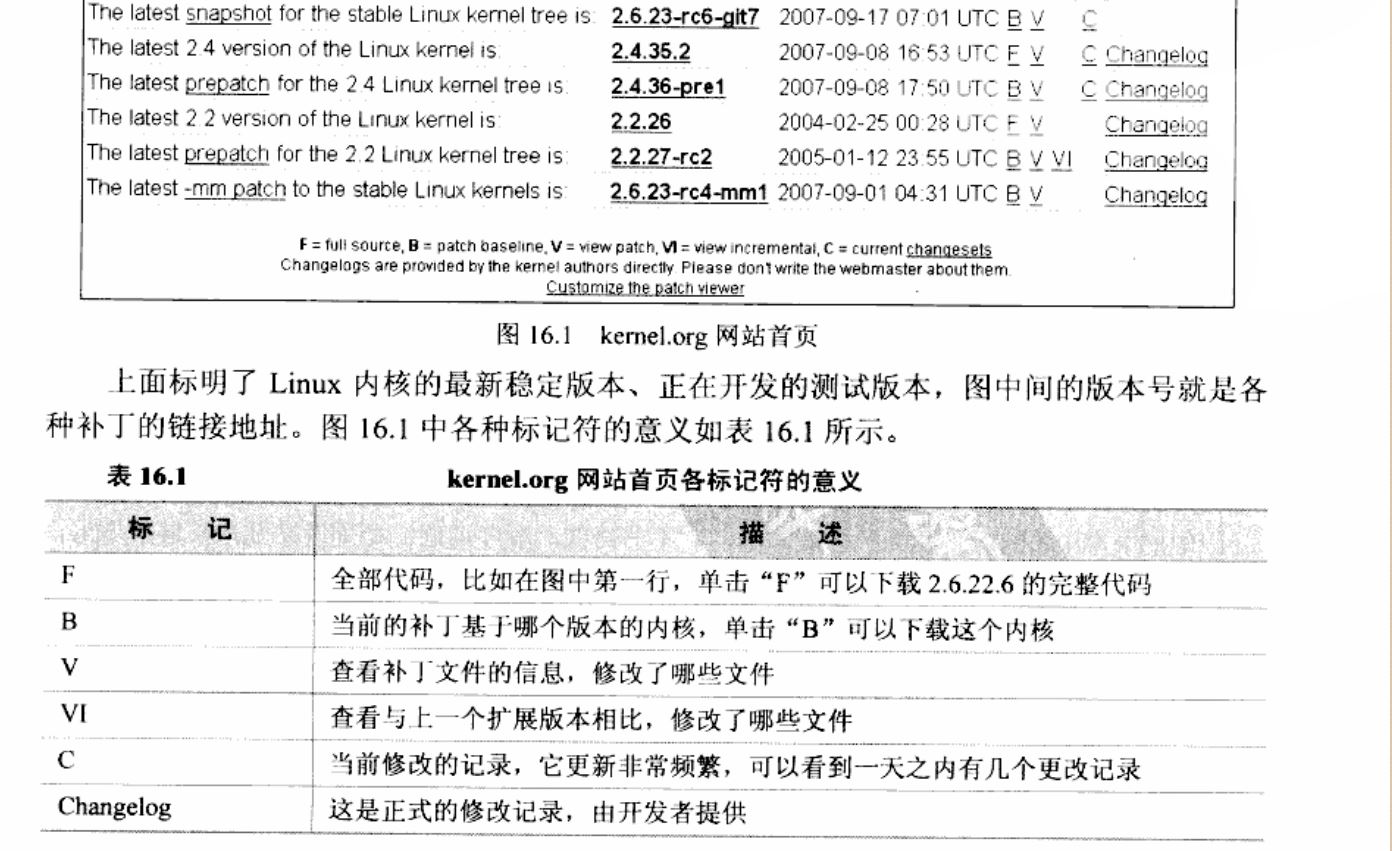 The latest snapshot for the stable Linux kernel tree is: 2.6.23-rc6-git7 2007-09-17 07:01 UTC B V C
The latest 2.4 version of the Linux kernel is: 2.4.35.2 2007-09-08 16:53 UTC F V C Changelog
The latest prepatch for the 2.4 Linux kernel tree is: 2.4.36-pre1 2007-09-08 17:50 UTC B V C Changelog
The latest 2.2 version of the Linux kernel is: 2.2.26 2004-02-25 00:28 UTC F V Changelog
The latest prepatch for the 2.2 Linux kernel tree is: 2.2.27-rc2 2005-01-12 23:55 UTC B V VI Changelog
The latest -mm patch to the stable Linux kernels is: 2.6.23-rc4-mm1 2007-09-01 04:31 UTC B V Changelog
F = full source, B = patch baseline, V = view patch, VI = view incremental, C = current changesets
Changelogs are provided by the kernel authors directly. Please don't write the webmaster about them.
Customize the patch viewer
图 16.1 kernel.org 网站首页
上面标明了 Linux 内核的最新稳定版本、正在开发的测试版本，图中间的版本号就是各
种补丁的链接地址。图 16.1 中各种标记符的意义如表 16.1 所示。
表 16.1 kernel.org 网站首页各标记符的意义
标 记 描 述
F 全部代码，比如在图中第一行，单击“F”可以下载 2.6.22.6 的完整代码
B 当前的补丁基于哪个版本的内核，单击“B”可以下载这个内核
V 查看补丁文件的信息，修改了哪些文件
VI 查看与上一个扩展版本相比，修改了哪些文件
C 当前修改的记录，它更新非常频繁，可以看到一天之内有几个更改记录
Changelog 这是正式的修改记录，由开发者提供